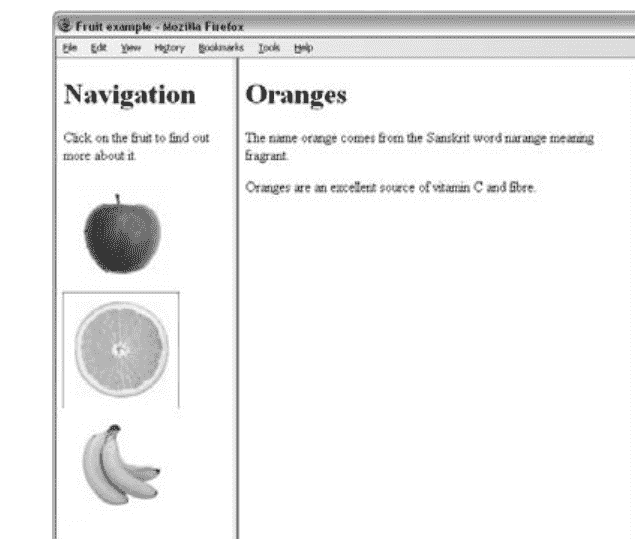 Fruit example - Mozilla Firefox
File Edit View History Bookmarks Tools Help
Navigation
Click on the fruit to find out
more about it
Oranges
The name orange comes from the Sanskrit word narange meaning
fragrant.
Oranges are an excellent source of vitamin C and fibre.